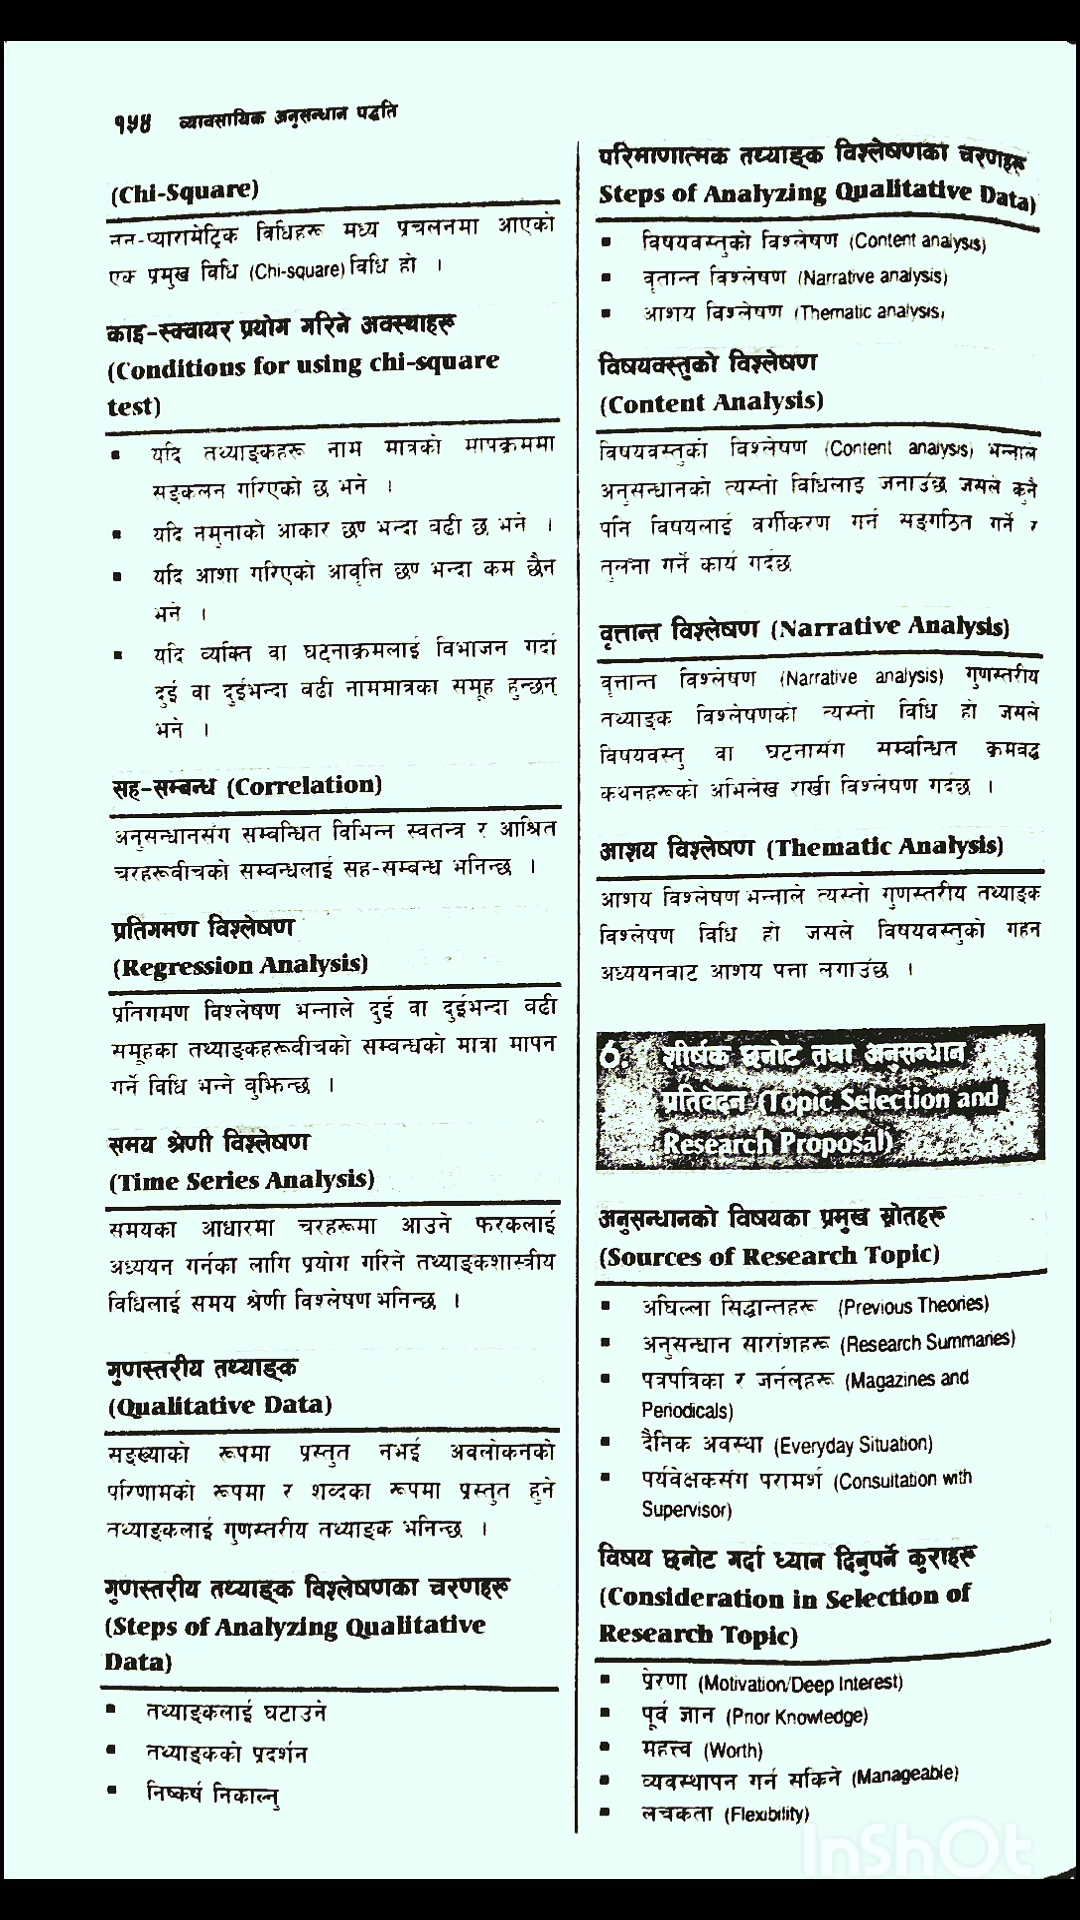 १५४ व्यावसायिक अनुसन्धान पद्धति
(Chi-Square)
नन-प्यारामेट्रिक विधिहरू मध्य प्रचलनमा आएको
एक प्रमुख विधि (Chi-square) विधि हो ।
काइ-स्क्वायर प्रयोग गरिने अवस्थाहरू
(Conditions for using chi-square
test)
▪ यदि तथ्याङ्कहरू नाम मात्रको मापक्रममा
सङ्कलन गरिएको छ भने ।
▪ यदि नमुनाको आकार छण भन्दा बढी छ भने ।
▪ यदि आशा गरिएको आवृत्ति छण भन्दा कम छैन
भने ।
▪ यदि व्यक्ति वा घटनाक्रमलाई विभाजन गर्दा
दुई वा दुईभन्दा बढी नाममात्रका समूह हुन्छन्
भने ।
सह-सम्बन्ध (Correlation)
अनुसन्धानसंग सम्बन्धित विभिन्न स्वतन्त्र र आश्रित
चरहरूवीचको सम्बन्धलाई सह-सम्बन्ध भनिन्छ ।
प्रतिगमण विश्लेषण
(Regression Analysis)
प्रतिगमण विश्लेषण भन्नाले दुई वा दुईभन्दा बढी
समूहका तथ्याङ्कहरूवीचको सम्बन्धको मात्रा मापन
गर्ने विधि भन्ने वुझिन्छ ।
समय श्रेणी विश्लेषण
(Time Series Analysis)
समयका आधारमा चरहरूमा आउने फरकलाई
अध्ययन गर्नका लागि प्रयोग गरिने तथ्याङ्कशास्त्रीय
विधिलाई समय श्रेणी विश्लेषण भनिन्छ ।
गुणस्तरीय तथ्याङ्क
(Qualitative Data)
सङ्ख्याको रूपमा प्रस्तुत नभई अवलोकनको
परिणामको रूपमा र शब्दका रूपमा प्रस्तुत हुने
तथ्याङ्कलाई गुणस्तरीय तथ्याङ्क भनिन्छ ।
गुणस्तरीय तथ्याङ्क विश्लेषणका चरणहरू
(Steps of Analyzing Qualitative
Data)
▪ तथ्याङ्कलाई घटाउने
▪ तथ्याङ्कको प्रदर्शन
▪ निष्कर्ष निकाल्नु
परिमाणात्मक तथ्याङ्क विश्लेषणका चरणहरू
Steps of Analyzing Qualitative Data)
▪ विषयवस्तुको विश्लेषण (Content analysis)
▪ वृतान्त विश्लेषण (Narrative analysis)
▪ आशय विश्लेषण (Thematic analysis)
विषयवस्तुको विश्लेषण
(Content Analysis)
विषयवस्तुको विश्लेषण (Content analysis) भन्नाले
अनुसन्धानको त्यस्तो विधिलाई जनाउँछ जसले कुनै
पनि विषयलाई वर्गीकरण गर्न सङ्गठित गर्ने र
तुलना गर्ने कार्य गर्दछ
वृत्तान्त विश्लेषण (Narrative Analysis)
वृत्तान्त विश्लेषण (Narrative analysis) गुणस्तरीय
तथ्याङ्क विश्लेषणको त्यस्तो विधि हो जसले
विषयवस्तु वा घटनासंग सम्बन्धित क्रमवद्ध
कथनहरूको अभिलेख राखी विश्लेषण गर्दछ ।
आशय विश्लेषण (Thematic Analysis)
आशय विश्लेषण भन्नाले त्यस्तो गुणस्तरीय तथ्याङ्क
विश्लेषण विधि हो जसले विषयवस्तुको गहन
अध्ययनवाट आशय पत्ता लगाउंछ ।
6. शीर्षक छनोट तथा अनुसन्धान
प्रतिवेदन (Topic Selection and
Research Proposal)
अनुसन्धानको विषयका प्रमुख स्रोतहरू
(Sources of Research Topic)
▪ अघिल्ला सिद्धान्तहरू (Previous Theories)
▪ अनुसन्धान सारांशहरू (Research Summaries)
▪ पत्रपत्रिका र जर्नलहरू (Magazines and
Periodicals)
▪ दैनिक अवस्था (Everyday Situation)
▪ पर्यवेक्षकसंग परामर्श (Consultation with
Supervisor)
विषय छनोट गर्दा ध्यान दिनुपर्ने कुराहरू
(Consideration in Selection of
Research Topic)
▪ प्रेरणा (Motivation/Deep Interest)
▪ पूर्व ज्ञान (Prior Knowledge)
▪ महत्त्व (Worth)
▪ व्यवस्थापन गर्न सकिने (Manageable)
▪ लचकता (Flexibility)
InShOt